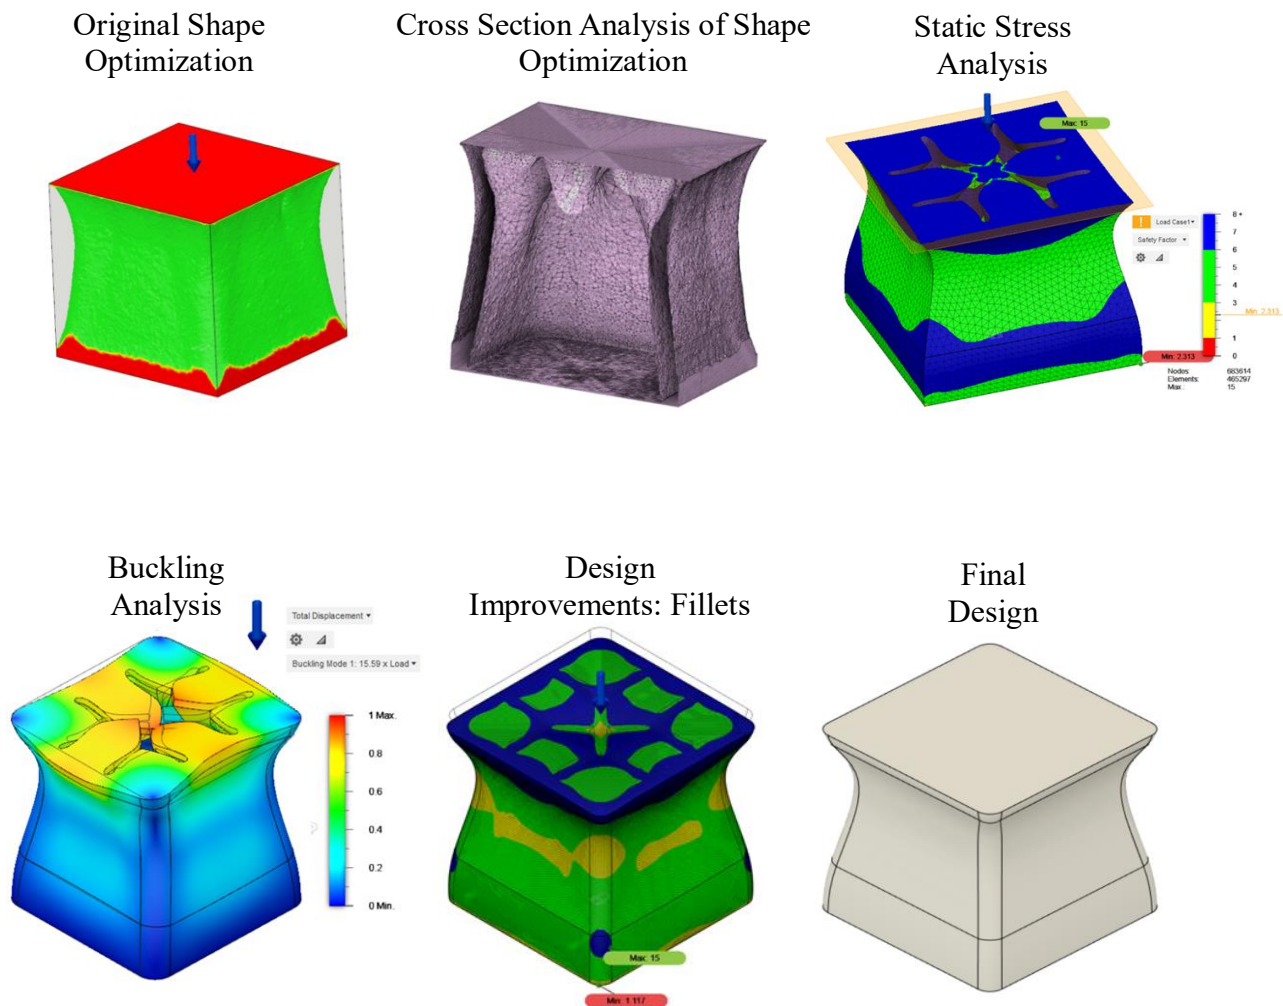 Original Shape
Optimization
Cross Section Analysis of Shape
Optimization
Static Stress
Analysis
Max: 15
Load Case1
Safety Factor
8 +
7
6
5
4
3
Min: 2.313
1
0
Min: 2.313
Nodes: 683614
Elements: 465297
Max.: 15
Buckling
Analysis
Total Displacement
Buckling Mode 1: 15.59 x Load
1 Max.
0.8
0.6
0.4
0.2
0 Min.
Design
Improvements: Fillets
Max: 15
Min: 1.117
Final
Design